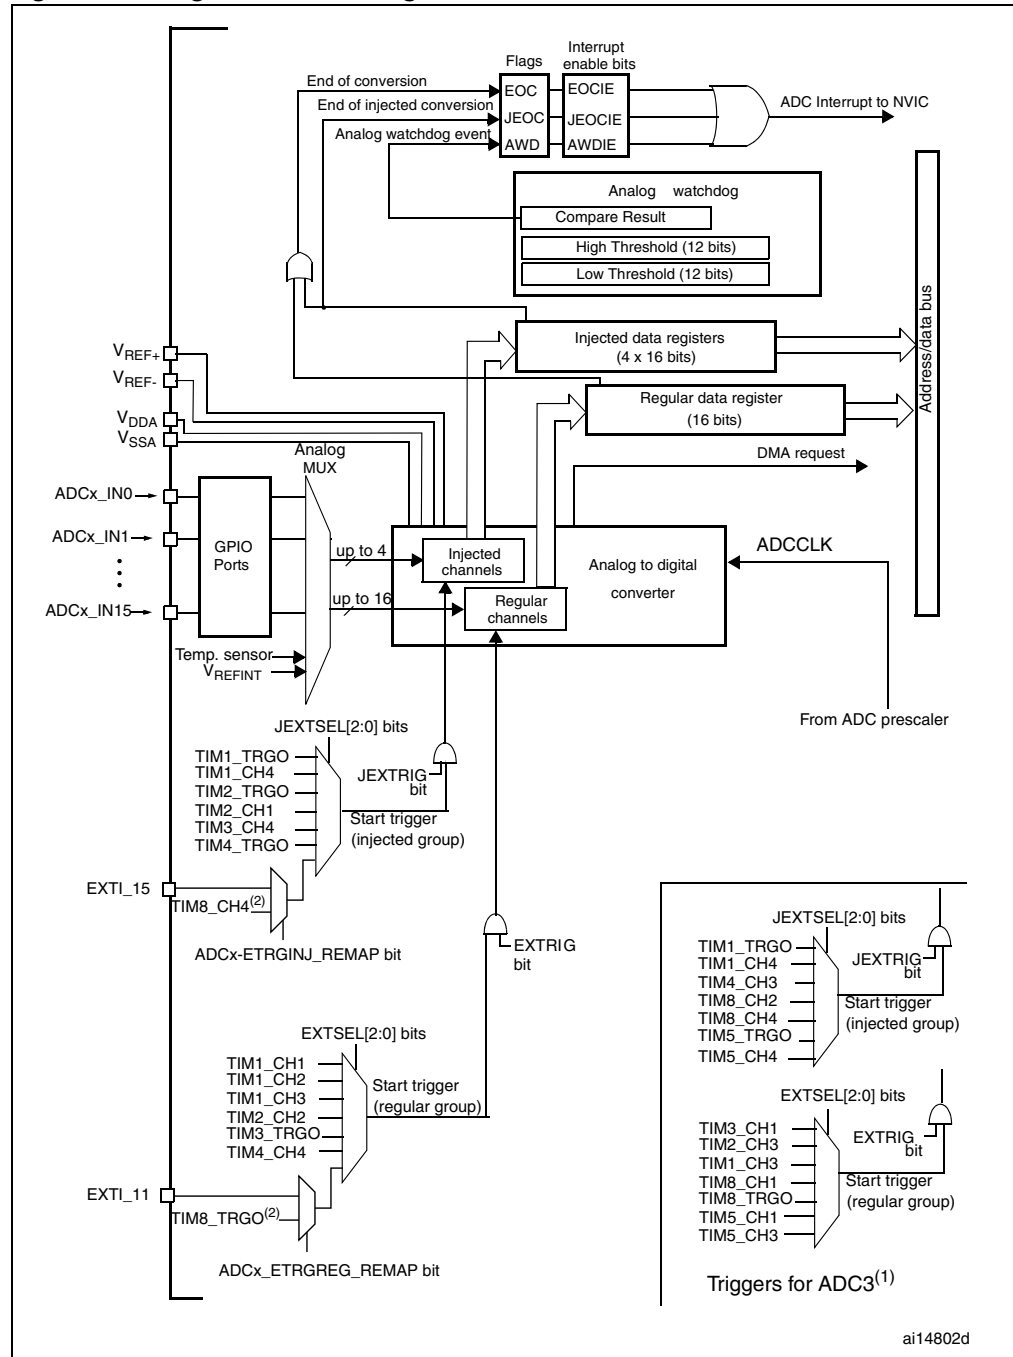 Flags
Interrupt
enable bits
End of conversion
EOC
EOCIE
End of injected conversion
JEOC
JEOCIE
ADC Interrupt to NVIC
Analog watchdog event
AWD
AWDIE
Analog watchdog
Compare Result
High Threshold (12 bits)
Low Threshold (12 bits)
Address/data bus
Injected data registers
(4 x 16 bits)
Regular data register
(16 bits)
DMA request
VREF+
VREF-
VDDA
VSSA
Analog
MUX
ADCx_IN0
ADCx_IN1
ADCx_IN15
GPIO
Ports
up to 4
up to 16
Injected
channels
Regular
channels
Analog to digital
converter
ADCCLK
Temp. sensor
VREFINT
From ADC prescaler
JEXTSEL[2:0] bits
TIM1_TRGO
TIM1_CH4
TIM2_TRGO
TIM2_CH1
TIM3_CH4
TIM4_TRGO
JEXTRIG
bit
Start trigger
(injected group)
EXTI_15
TIM8_CH4(2)
ADCx-ETRGINJ_REMAP bit
EXTRIG
bit
EXTSEL[2:0] bits
TIM1_CH1
TIM1_CH2
TIM1_CH3
TIM2_CH2
TIM3_TRGO
TIM4_CH4
Start trigger
(regular group)
EXTI_11
TIM8_TRGO(2)
ADCx_ETRGREG_REMAP bit
JEXTSEL[2:0] bits
TIM1_TRGO
TIM1_CH4
TIM4_CH3
TIM8_CH2
TIM8_CH4
TIM5_TRGO
TIM5_CH4
JEXTRIG
bit
Start trigger
(injected group)
EXTSEL[2:0] bits
TIM3_CH1
TIM2_CH3
TIM1_CH3
TIM8_CH1
TIM8_TRGO
TIM5_CH1
TIM5_CH3
EXTRIG
bit
Start trigger
(regular group)
Triggers for ADC3(1)
ai14802d